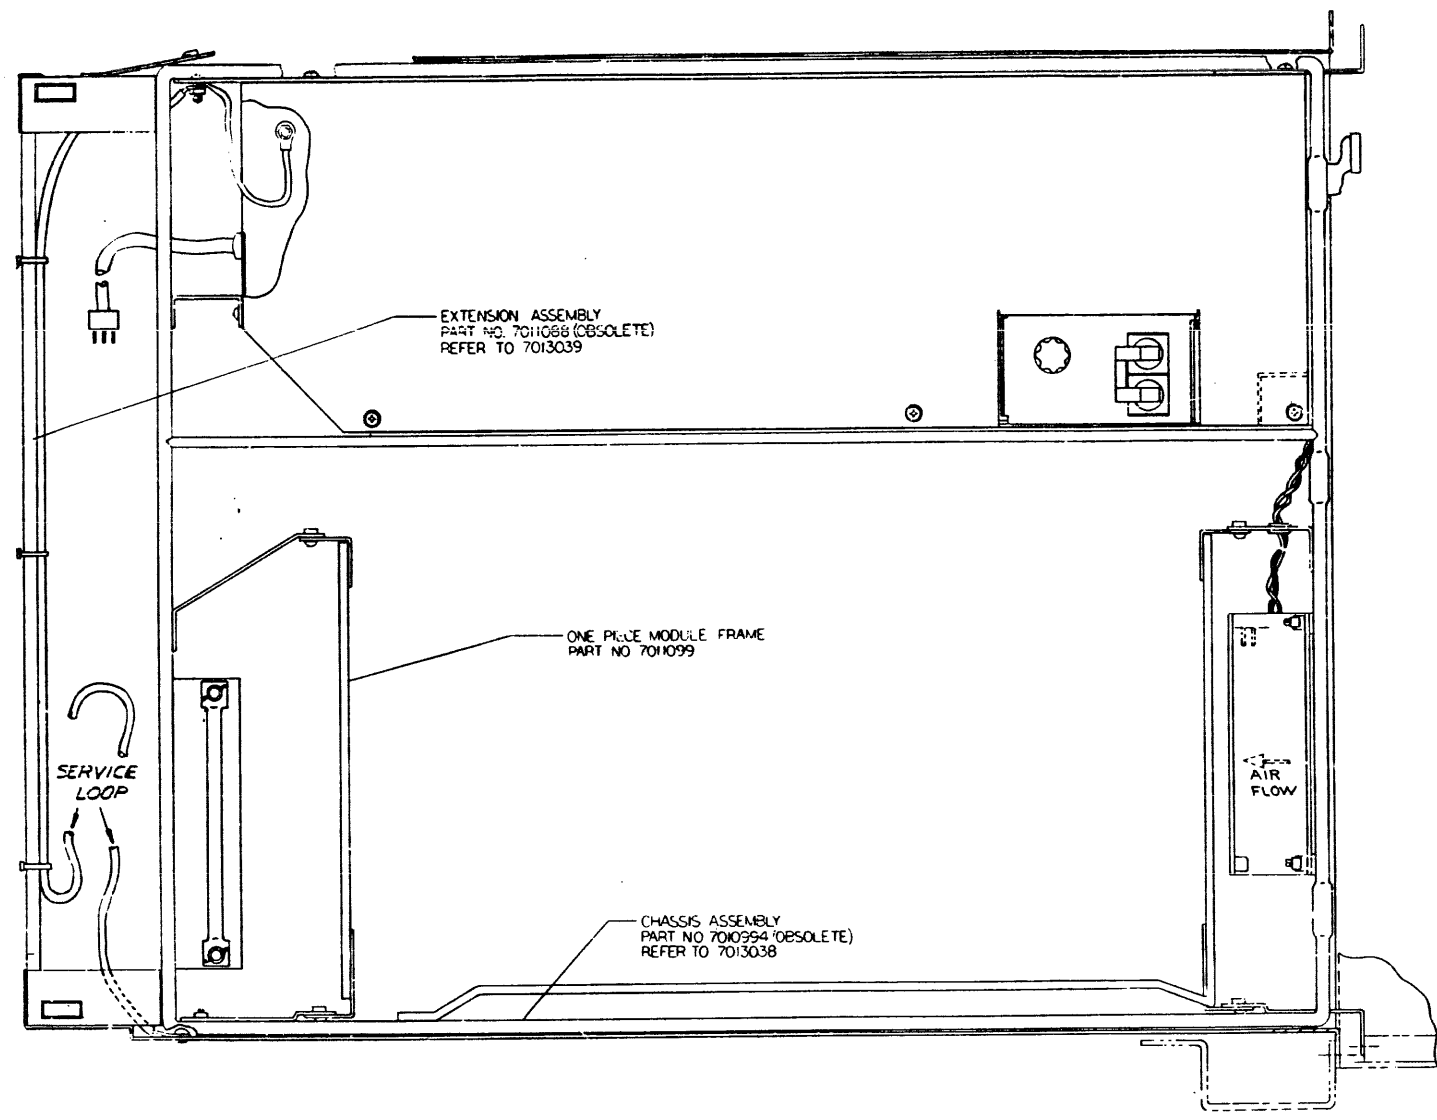 EXTENSION ASSEMBLY
PART NO. 7011088 (OBSOLETE)
REFER TO 7013039
ONE PIECE MODULE FRAME
PART NO 7011099
SERVICE
LOOP
AIR
FLOW
CHASSIS ASSEMBLY
PART NO 7010994 (OBSOLETE)
REFER TO 7013038